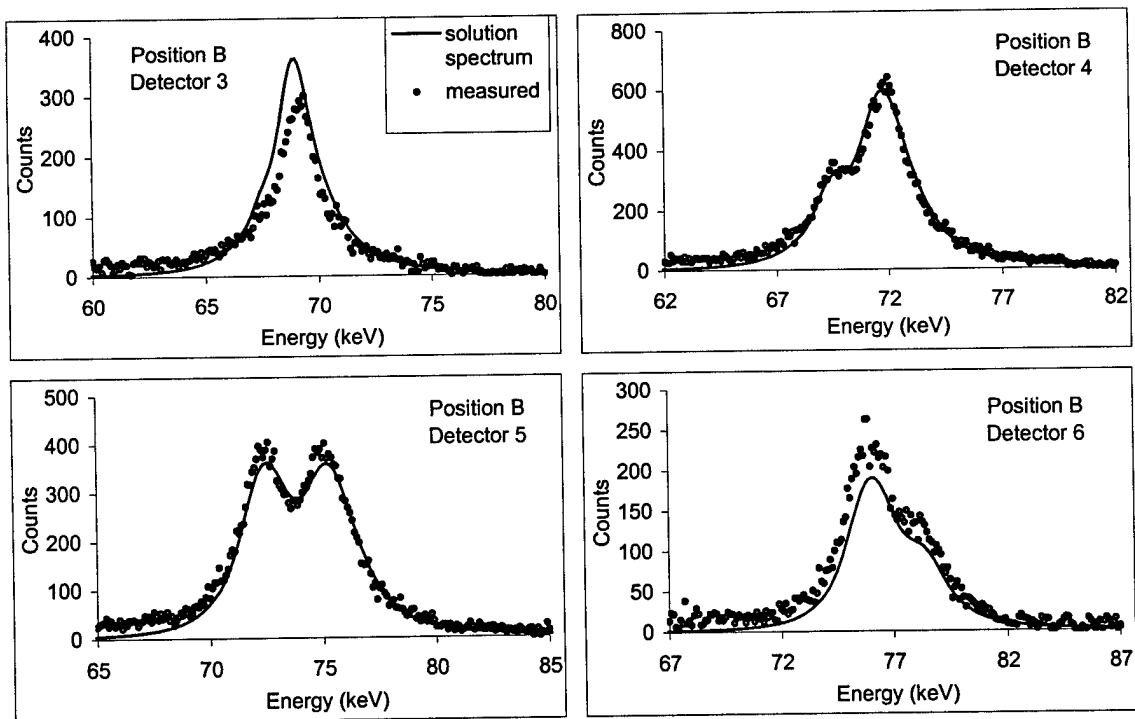 400
300
200
100
0
Counts
Position B
Detector 3
solution
spectrum
measured
60
65
70
75
80
Energy (keV)
800
600
400
200
0
Counts
Position B
Detector 4
62
67
72
77
82
Energy (keV)
500
400
300
200
100
0
Counts
Position B
Detector 5
65
70
75
80
85
Energy (keV)
300
250
200
150
100
50
0
Counts
Position B
Detector 6
67
72
77
82
87
Energy (keV)